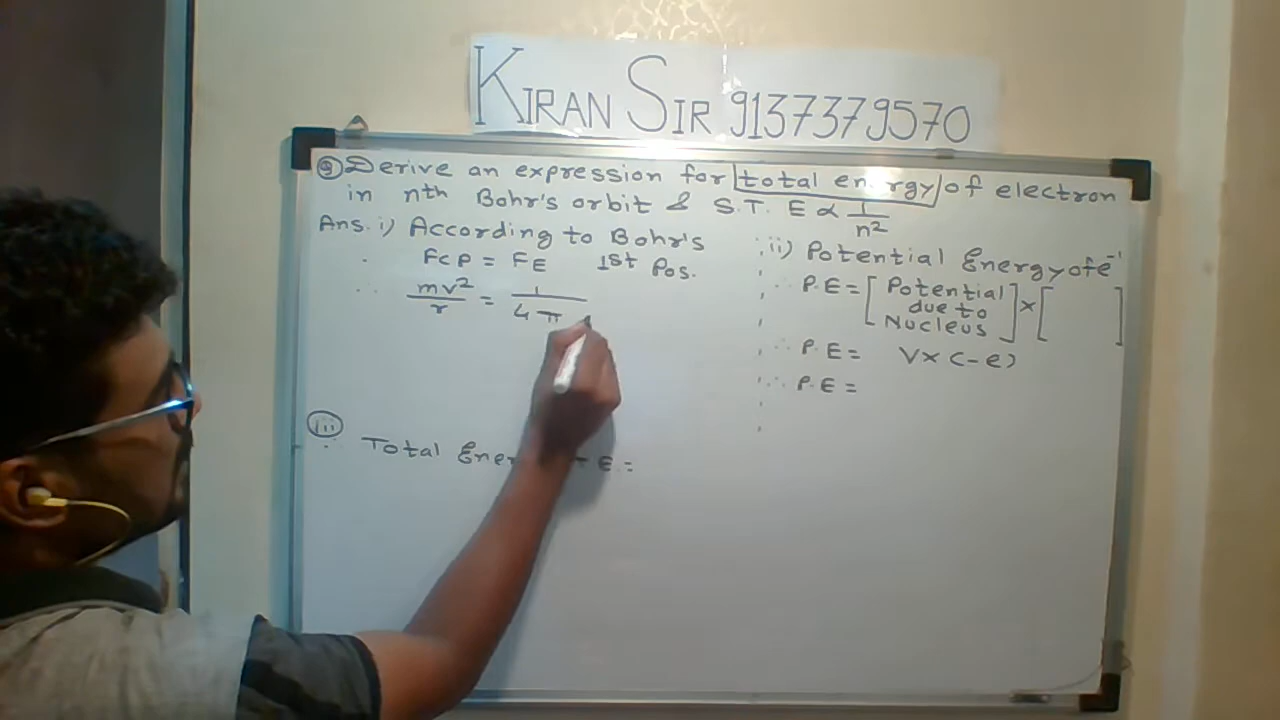 KIRAN SIR 9137379570
Q Derive an expression for total energy of electron
in nth Bohr's orbit & S.T. E ∝ 1/n²
Ans. i) According to Bohr's
FCP = FE 1st Pos.
∴ mv²/r = 1/4π
ii) Potential Energy of e⁻¹
∴ P.E = [Potential due to Nucleus] × [ ]
∴ P.E = V × (-e)
∴ P.E =
iii
∴ Total E =